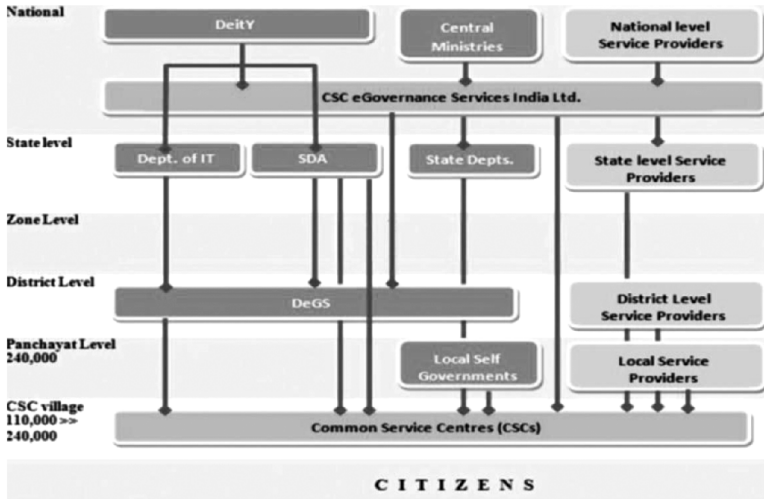 National
DeitY
Central
Ministries
National level
Service Providers
CSC eGovernance Services India Ltd.
State level
Dept. of IT
SDA
State Depts.
State level Service
Providers
Zone Level
District Level
DeGS
District Level
Service Providers
Panchayat Level
240,000
Local Self
Governments
Local Service
Providers
CSC village
110,000 >>
240,000
Common Service Centres (CSCs)
C I T I Z E N S